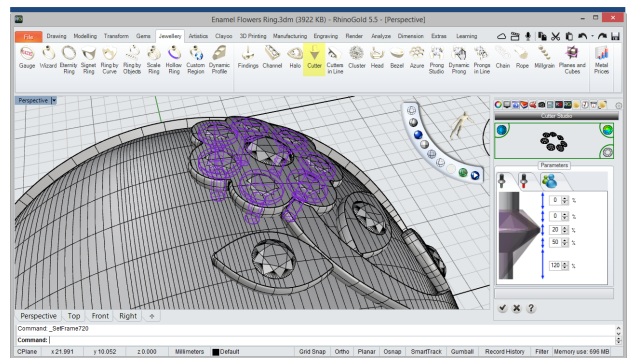 Enamel Flowers Ring.3dm (3922 KB) - RhinoGold 5.5 - [Perspective]
File Drawing Modelling Transform Gems Jewellery Artistica Clayoo 3D Printing Manufacturing Engraving Render Analyze Dimension Extras Learning
Gauge Wizard Eternity Ring Signet Ring Ring by Curve Ring by Objects Scale Ring Hollow Ring Custom Region Dynamic Profile Findings Channel Halo Cutter Cutters in Line Cluster Head Bezel Azure Prong Studio Dynamic Prong Prongs in Line Chain Rope Millgrain Planes and Cutties Metal Prices
Perspective
Cutter Studio
Parameters
0 %
0 %
20 %
50 %
120 %
Perspective Top Front Right
Command: _SelFrame720
Command:
CPlane x 21.991 y 10.052 z 0.000 Millimeters Default Grid Snap Ortho Planar Osnap SmartTrack Gumball Record History Filter Memory use: 696 MB